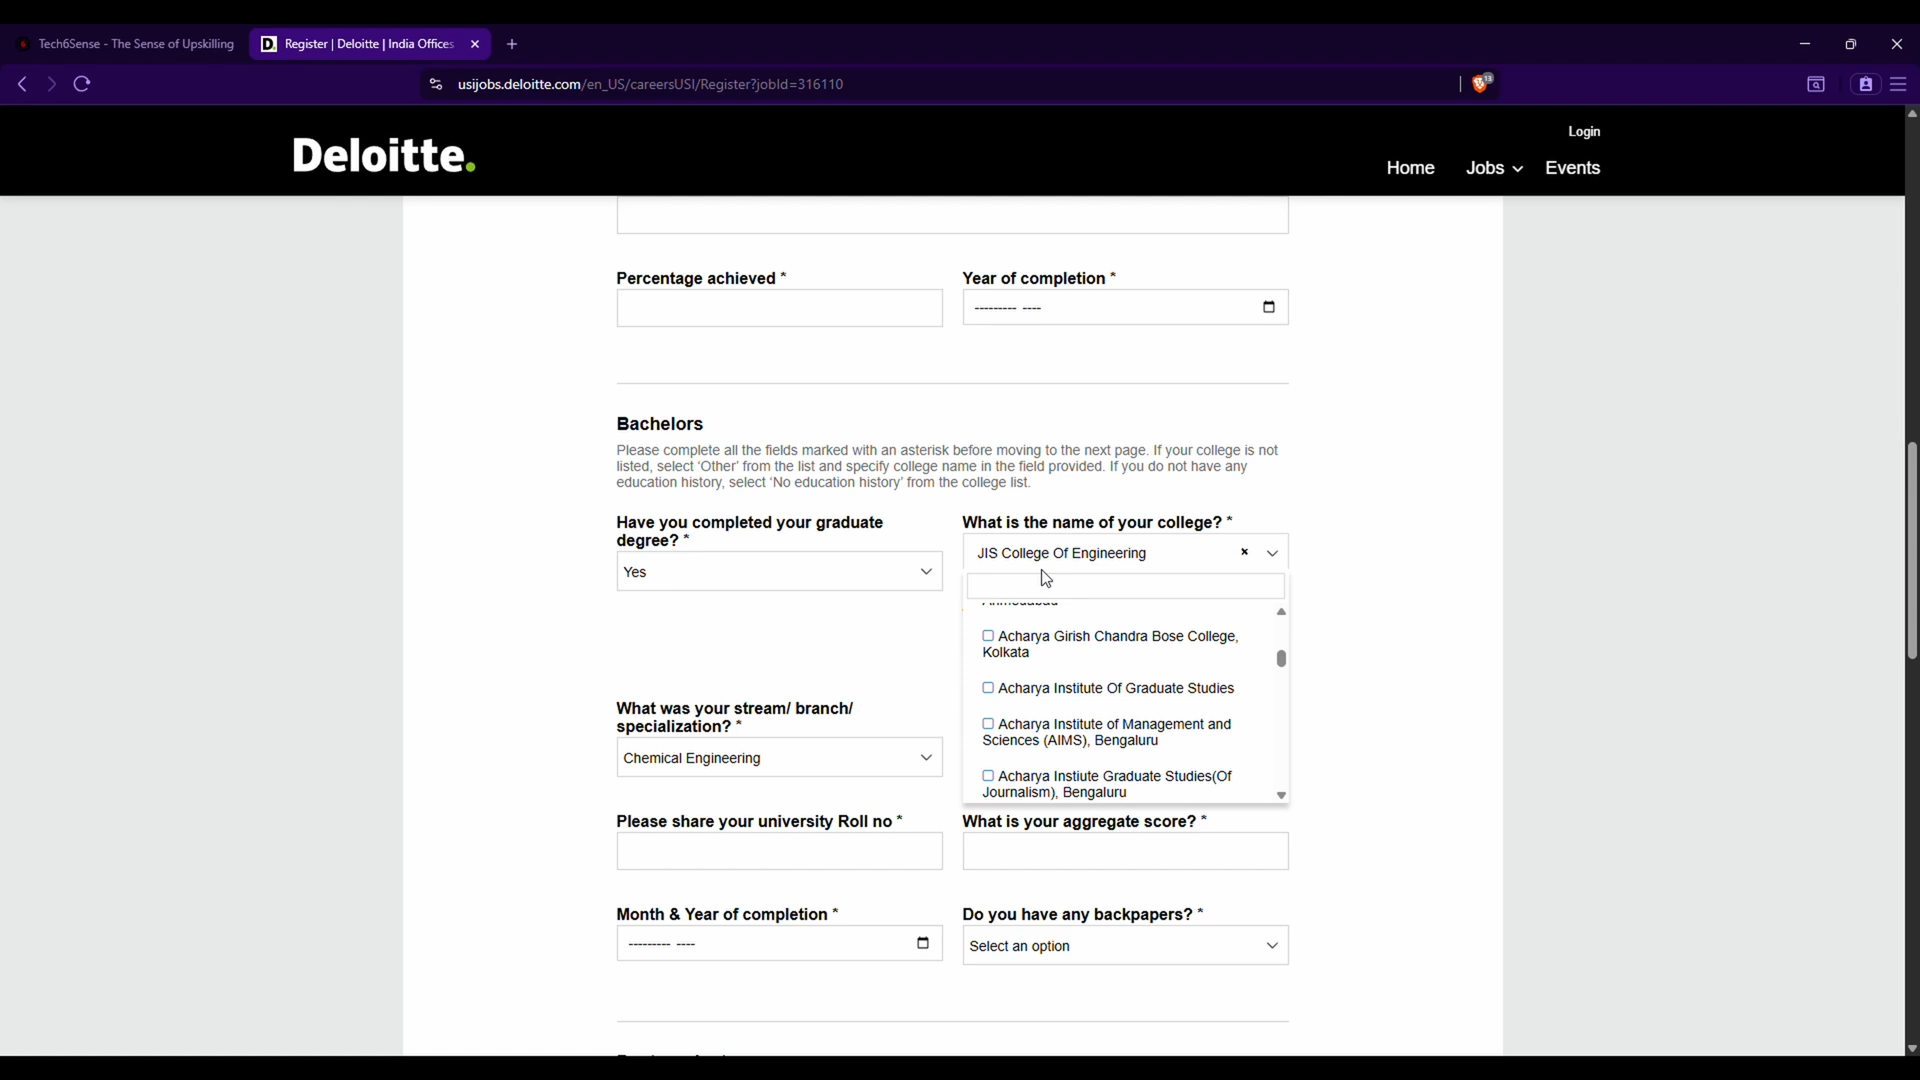 Tech6Sense - The Sense of Upskilling
Register | Deloitte | India Offices
usijobs.deloitte.com/en_US/careersUSI/Register?jobId=316110
13
Deloitte.
Login
Home Jobs Events
Percentage achieved * Year of completion *
--------- ----
Bachelors
Please complete all the fields marked with an asterisk before moving to the next page. If your college is not
listed, select 'Other' from the list and specify college name in the field provided. If you do not have any
education history, select 'No education history' from the college list.
Have you completed your graduate
degree? *
Yes
What is the name of your college? *
JIS College Of Engineering ×
Ahmedabad
Acharya Girish Chandra Bose College,
Kolkata
Acharya Institute Of Graduate Studies
Acharya Institute of Management and
Sciences (AIMS), Bengaluru
Acharya Instiute Graduate Studies(Of
Journalism), Bengaluru
What was your stream/ branch/
specialization? *
Chemical Engineering
Please share your university Roll no * What is your aggregate score? *
Month & Year of completion * Do you have any backpapers? *
--------- ---- Select an option